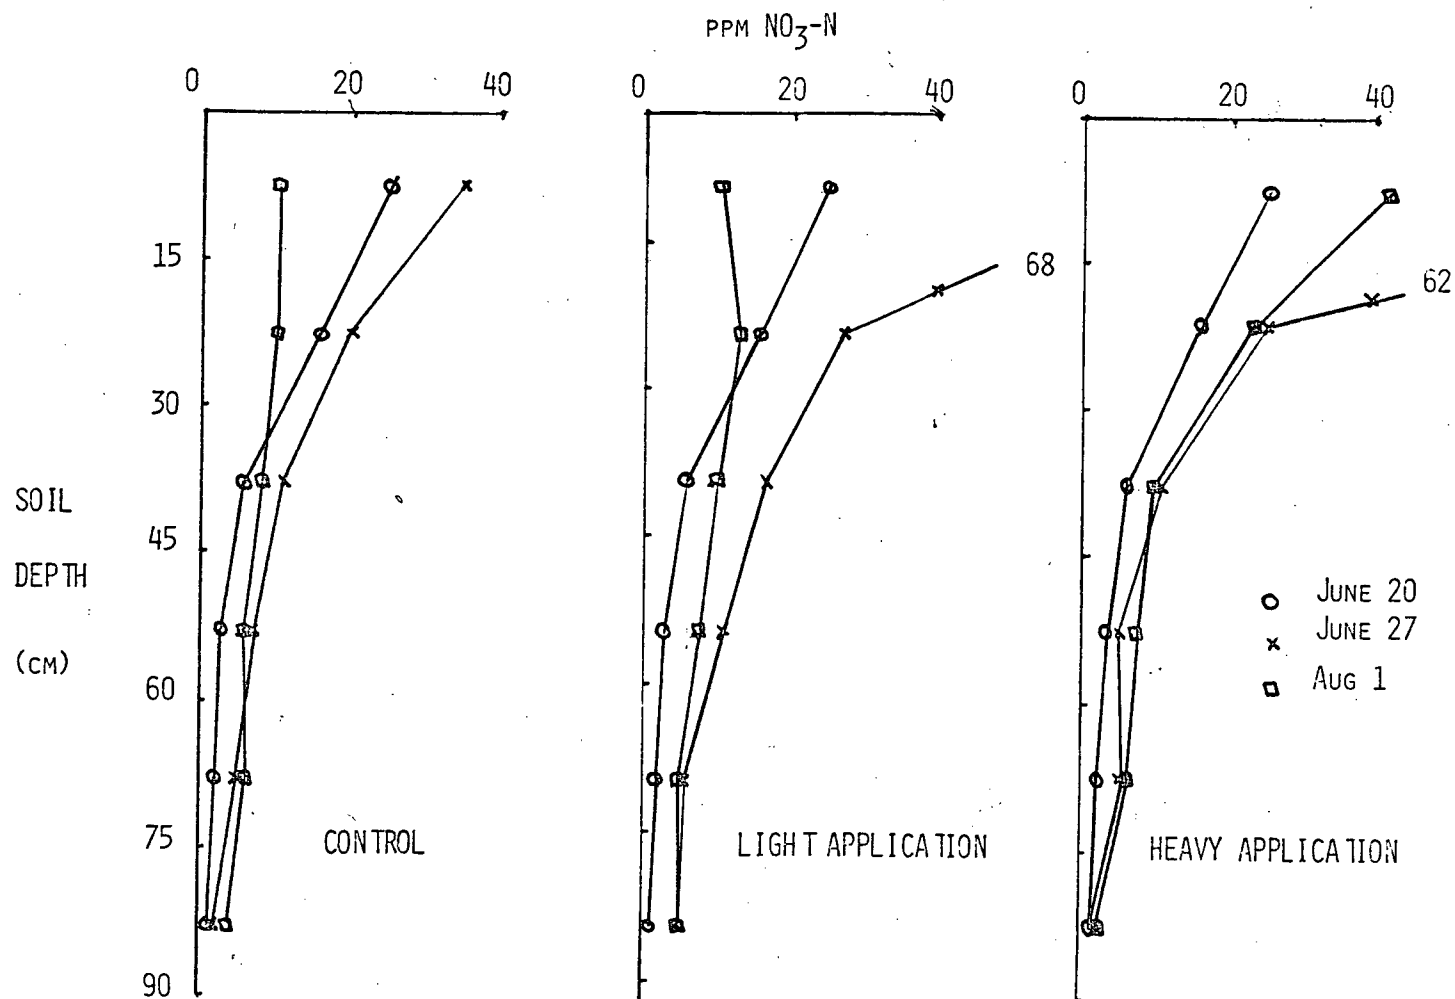 PPM NO3-N
0 20 40
0 20 40
0 20 40
15
30
45
60
75
90
SOIL
DEPTH
(CM)
68
62
JUNE 20
JUNE 27
AUG 1
CONTROL
LIGHT APPLICATION
HEAVY APPLICATION